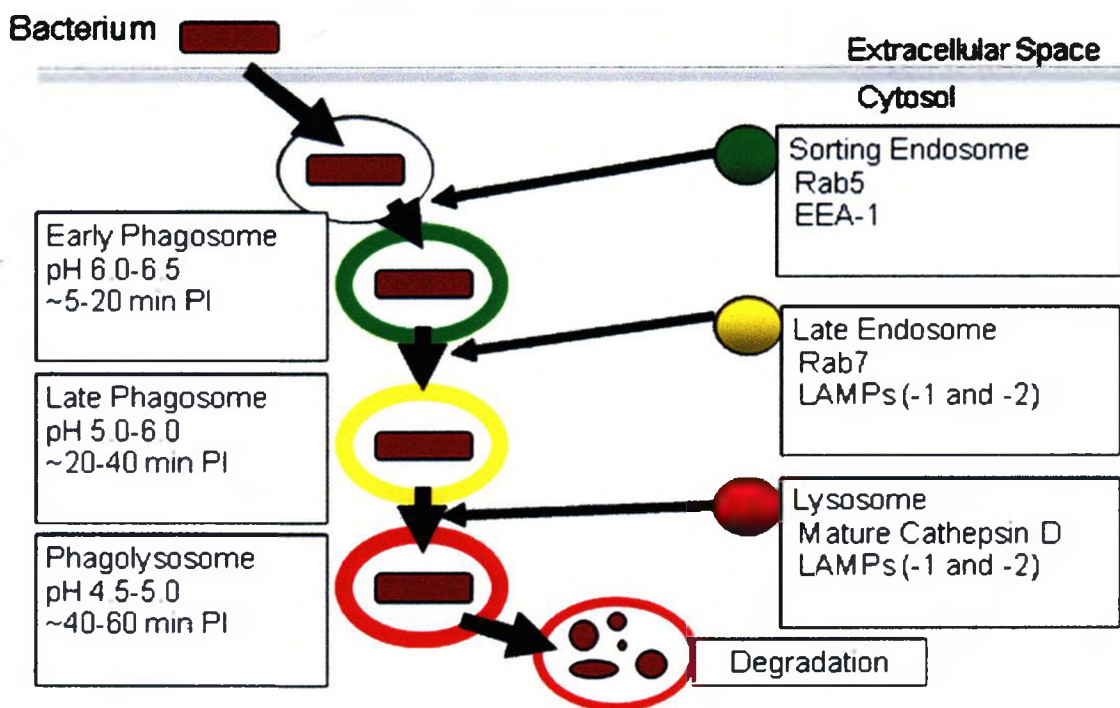 Bacterium
Extracellular Space
Cytosol
Sorting Endosome
Rab5
EEA-1
Early Phagosome
pH 6.0-6.5
~5-20 min PI
Late Endosome
Rab7
LAMPs (-1 and -2)
Late Phagosome
pH 5.0-6.0
~20-40 min PI
Lysosome
Mature Cathepsin D
LAMPs (-1 and -2)
Phagolysosome
pH 4.5-5.0
~40-60 min PI
Degradation